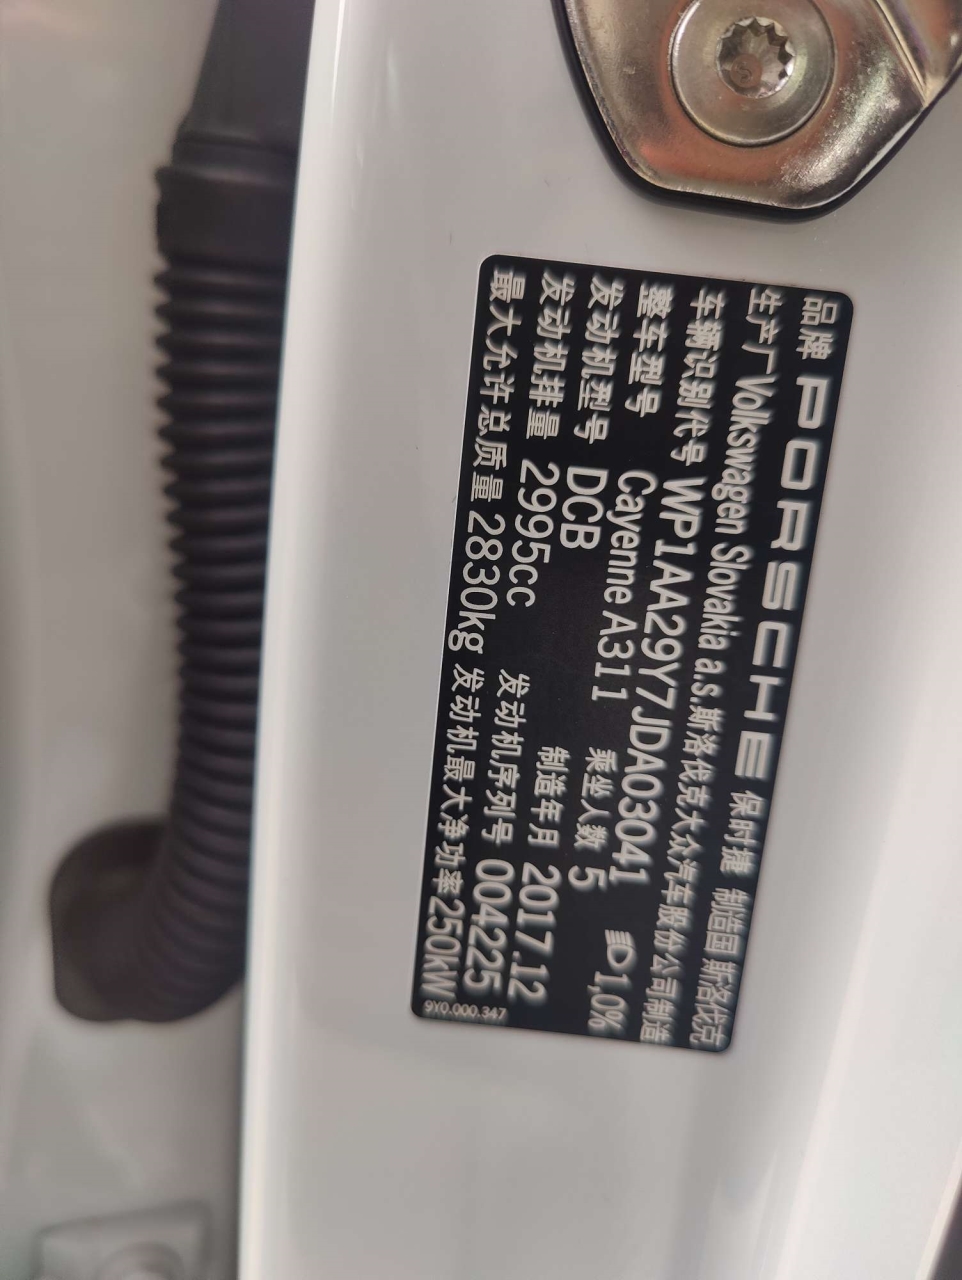 品牌 PORSCHE 保时捷 制造国 斯洛伐克
生产厂 Volkswagen Slovakia a.s.斯洛伐克大众汽车股份公司制造
车辆识别代号 WP1AA29Y7JDA03041
整车型号 Cayenne A311 乘坐人数 5 1,0%
发动机型号 DCB 制造年月 2017.12
发动机排量 2995cc 发动机序列号 004225
最大允许总质量 2830kg 发动机最大净功率 250kW
9Y0.000.347